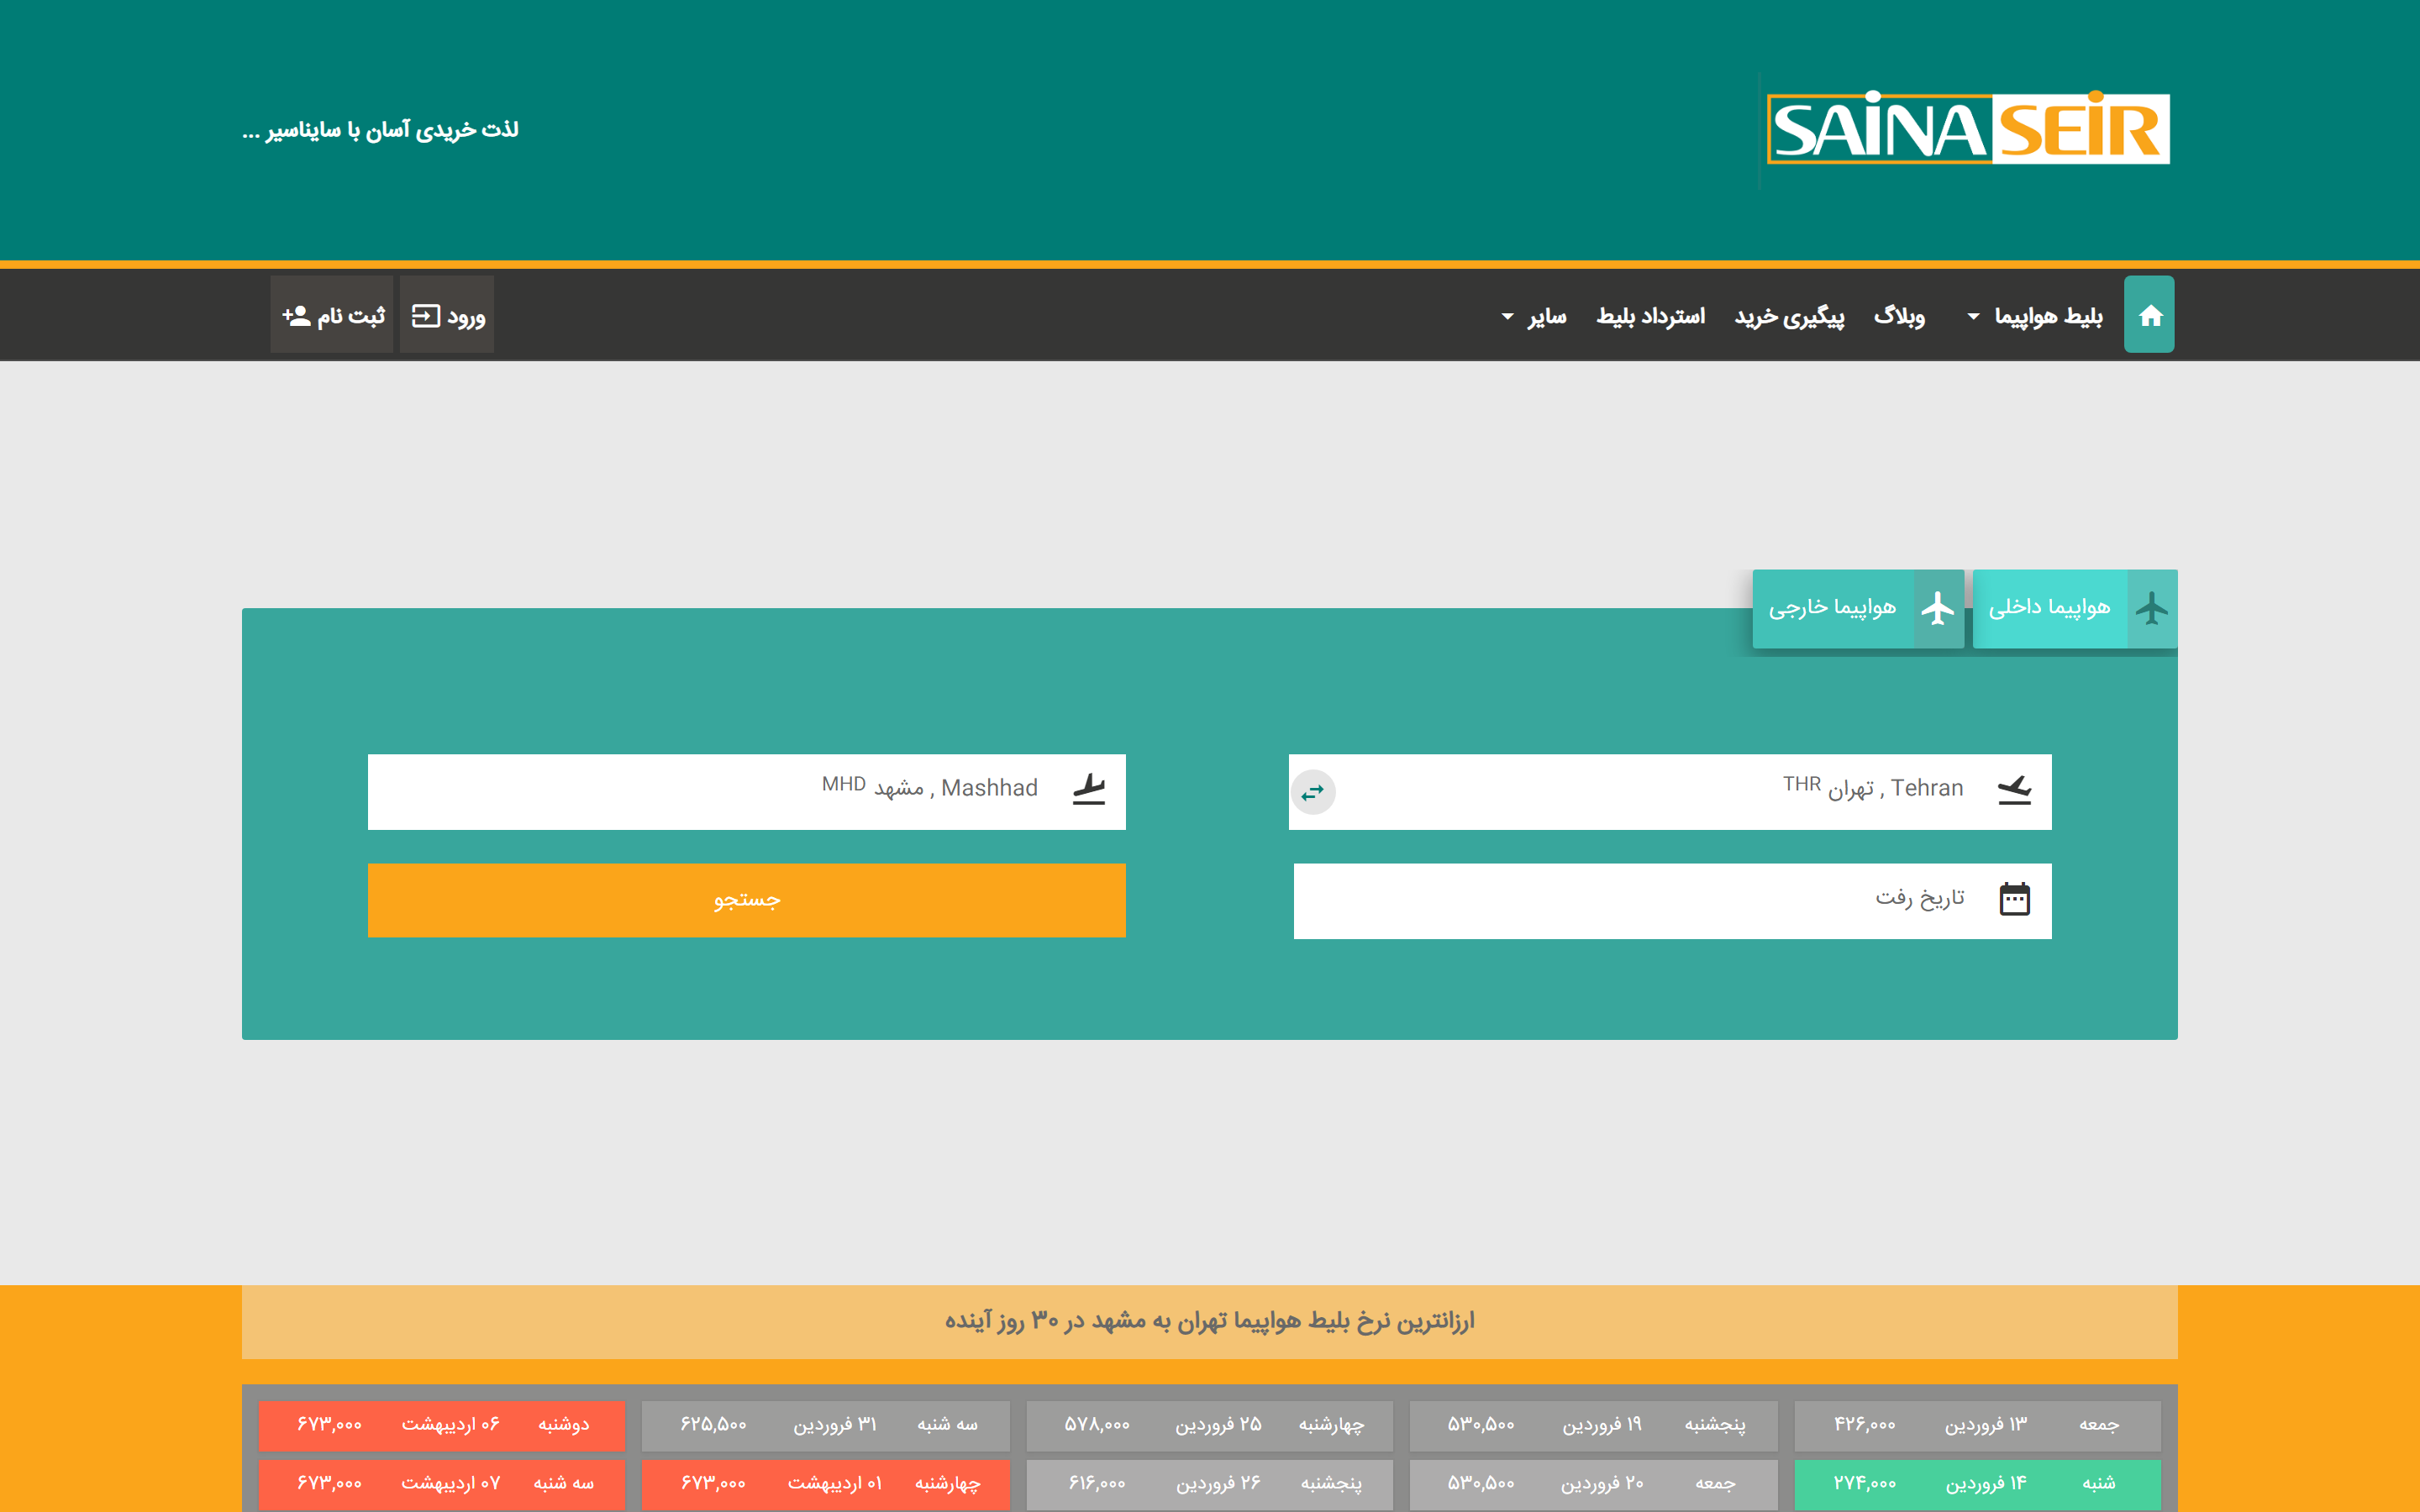 SAINA SEIR
لذت خریدی آسان با سایناسیر ...
بلیط هواپیما
وبلاگ
پیگیری خرید
استرداد بلیط
سایر
ورود
ثبت نام
هواپیما داخلی
هواپیما خارجی
Tehran , تهران THR
Mashhad , مشهد MHD
تاریخ رفت
جستجو
ارزانترین نرخ بلیط هواپیما تهران به مشهد در ۳۰ روز آینده
جمعه ۱۳ فروردین ۴۲۶,۰۰۰
پنجشنبه ۱۹ فروردین ۵۳۰,۵۰۰
چهارشنبه ۲۵ فروردین ۵۷۸,۰۰۰
سه شنبه ۳۱ فروردین ۶۲۵,۵۰۰
دوشنبه ۰۶ اردیبهشت ۶۷۳,۰۰۰
شنبه ۱۴ فروردین ۲۷۴,۰۰۰
جمعه ۲۰ فروردین ۵۳۰,۵۰۰
پنجشنبه ۲۶ فروردین ۶۱۶,۰۰۰
چهارشنبه ۰۱ اردیبهشت ۶۷۳,۰۰۰
سه شنبه ۰۷ اردیبهشت ۶۷۳,۰۰۰